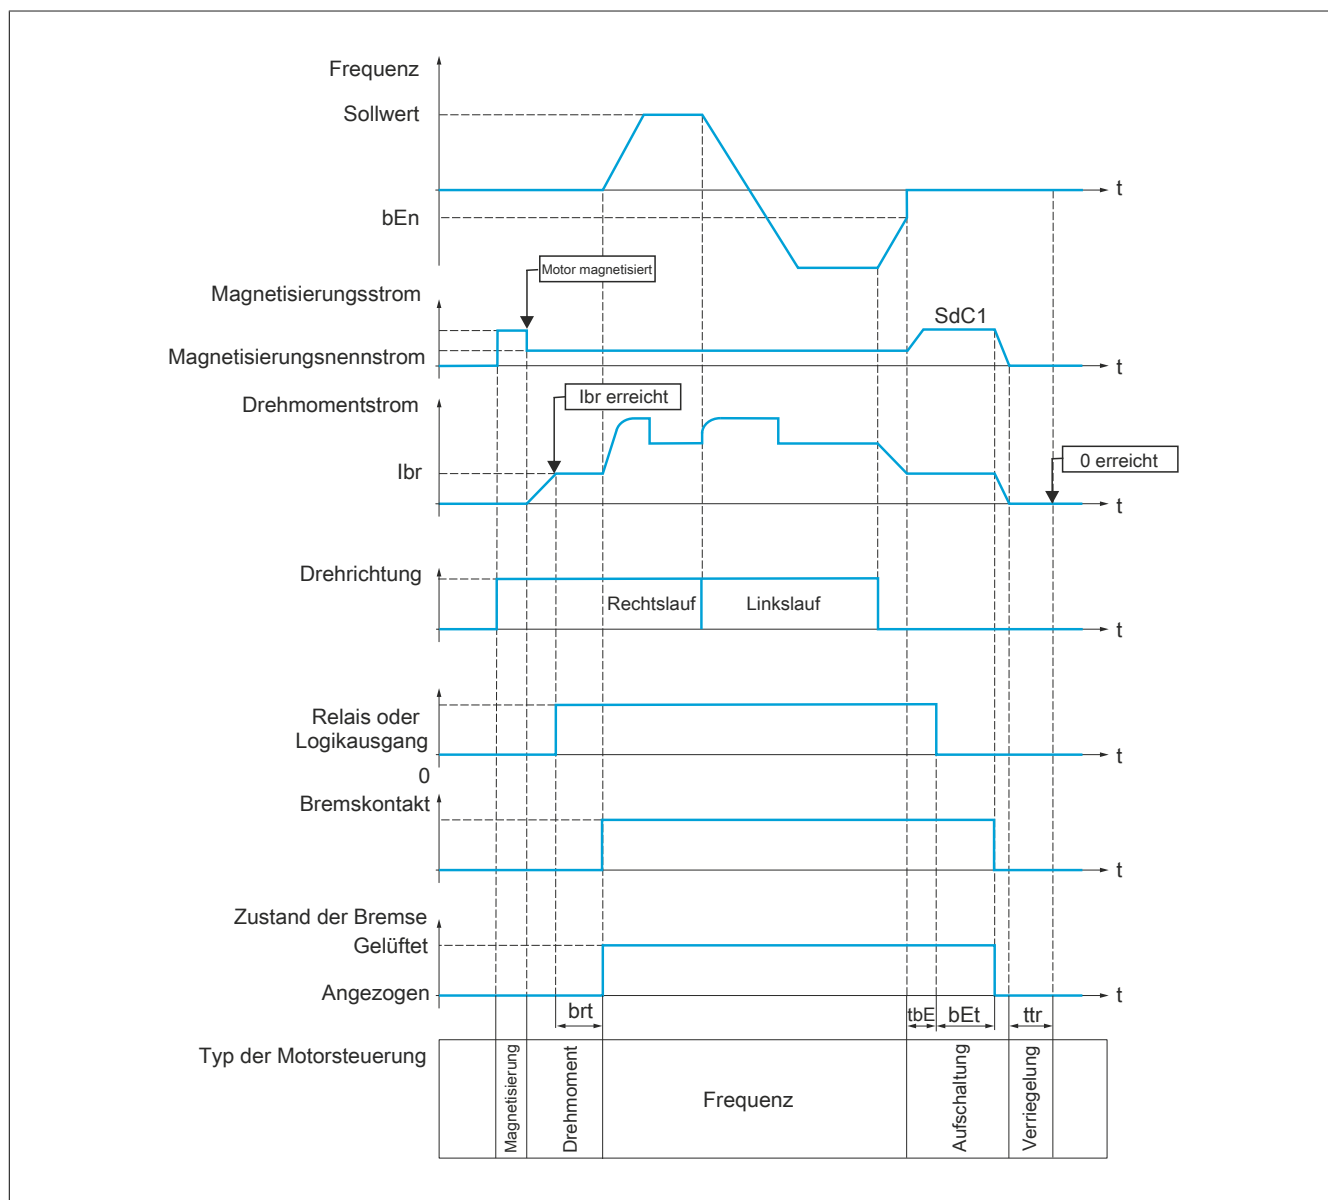 Frequenz
Sollwert
t
bEn
Motor magnetisiert
Magnetisierungsstrom
SdC1
Magnetisierungsnennstrom
t
Drehmomentstrom
Ibr erreicht
Ibr
0 erreicht
t
Drehrichtung
Rechtslauf
Linkslauf
t
Relais oder
Logikausgang
t
0
Bremskontakt
t
Zustand der Bremse
Gelüftet
Angezogen
t
brt
tbE
bEt
ttr
Typ der Motorsteuerung
Magnetisierung
Drehmoment
Frequenz
Aufschaltung
Verriegelung